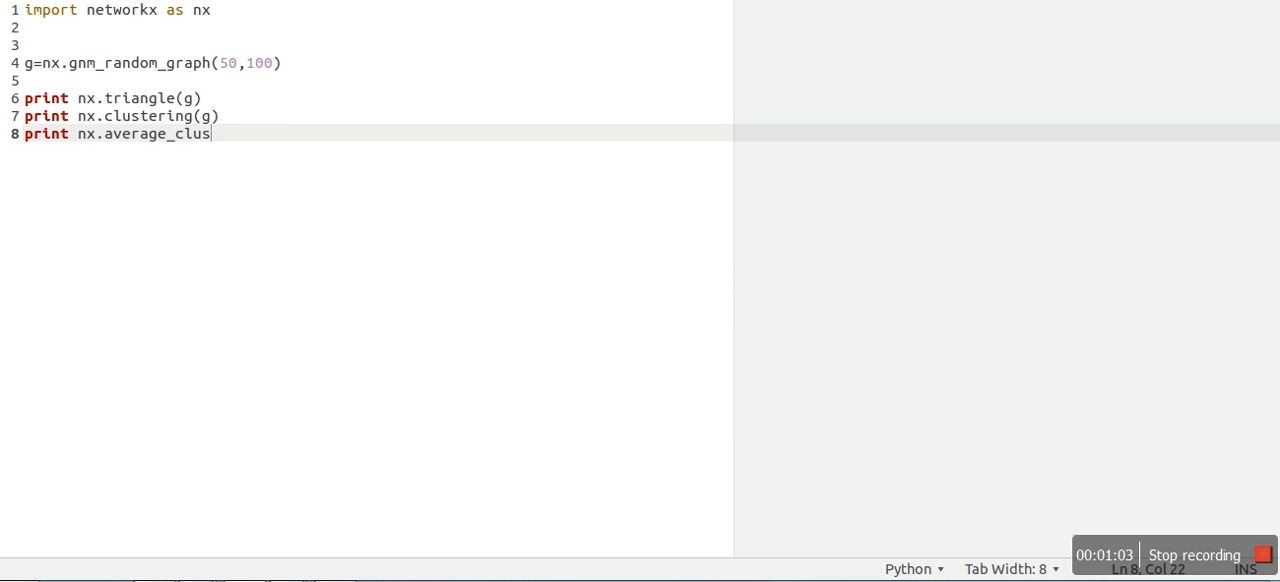 1 import networkx as nx
2
3
4 g=nx.gnm_random_graph(50,100)
5
6 print nx.triangle(g)
7 print nx.clustering(g)
8 print nx.average_clus
Python Tab Width: 8 Ln 8, Col 22 INS
00:01:03 Stop recording